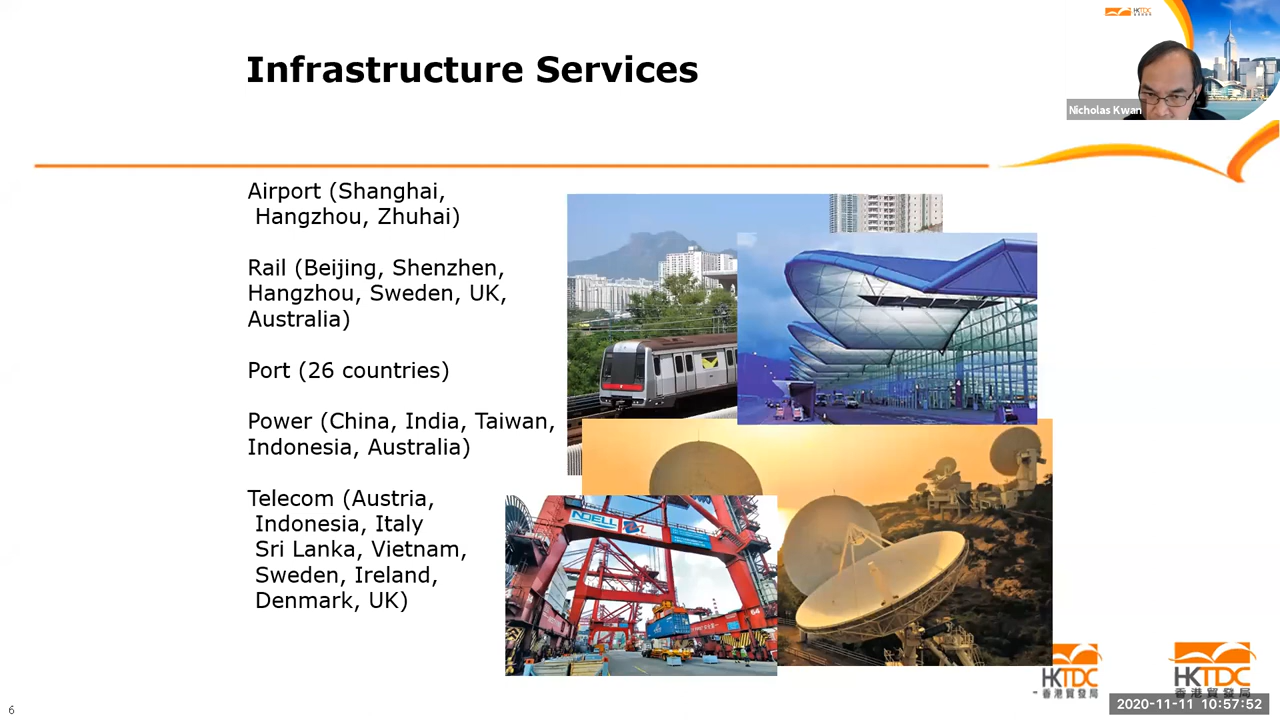 Infrastructure Services
HKTDC
Nicholas Kwan
Airport (Shanghai,
Hangzhou, Zhuhai)
Rail (Beijing, Shenzhen,
Hangzhou, Sweden, UK,
Australia)
Port (26 countries)
Power (China, India, Taiwan,
Indonesia, Australia)
Telecom (Austria,
Indonesia, Italy
Sri Lanka, Vietnam,
Sweden, Ireland,
Denmark, UK)
NOELL
HKTDC
香港貿發局
HKTDC
香港貿發局
2020-11-11 10:57:52
6